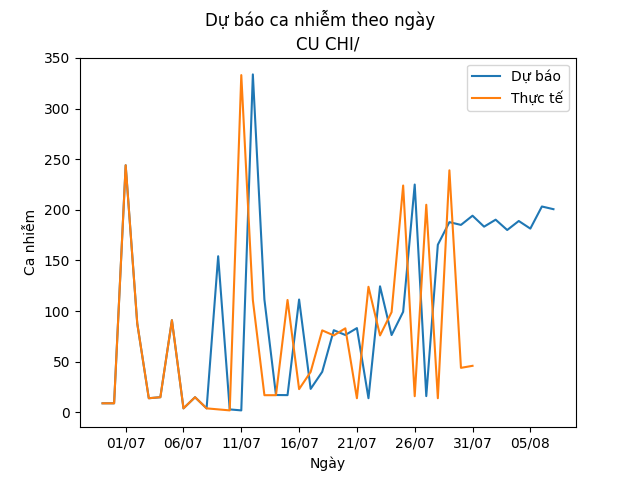 Dự báo ca nhiễm theo ngày
CU CHI/
350
300
250
200
150
100
50
0
Ca nhiễm
Dự báo
Thực tế
01/07 06/07 11/07 16/07 21/07 26/07 31/07 05/08
Ngày